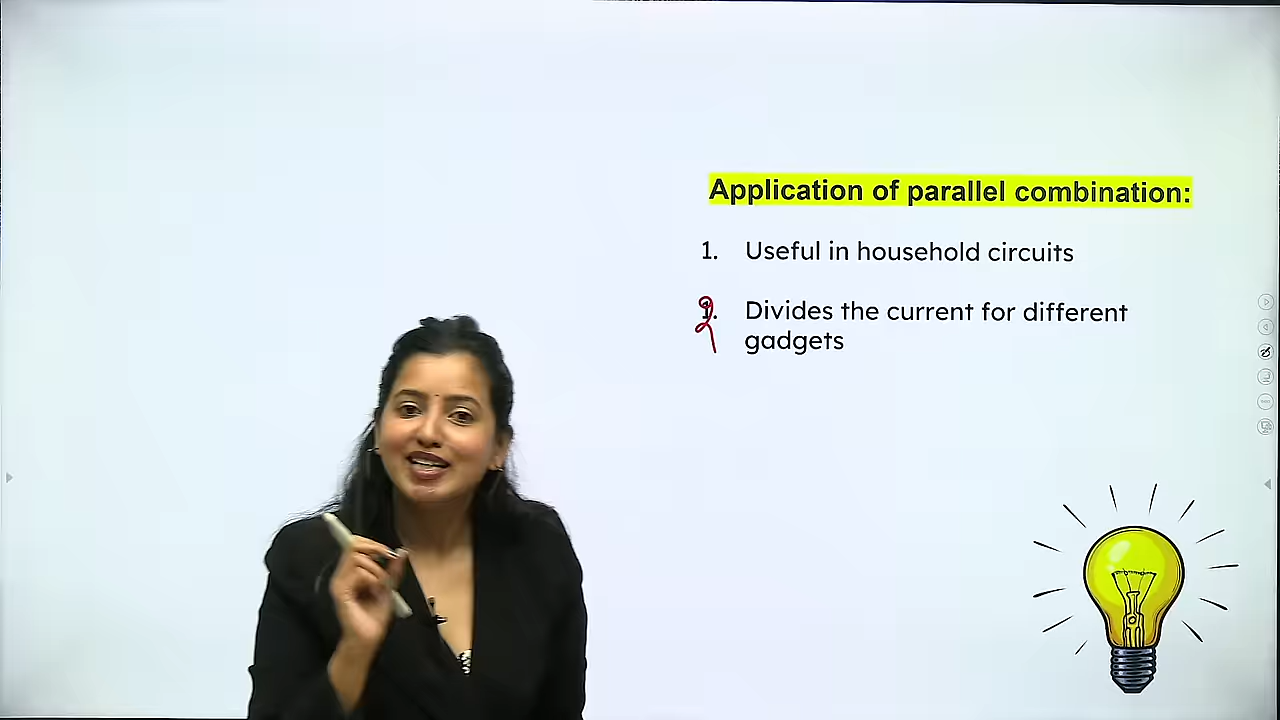 Application of parallel combination:
1. Useful in household circuits
2. Divides the current for different
gadgets